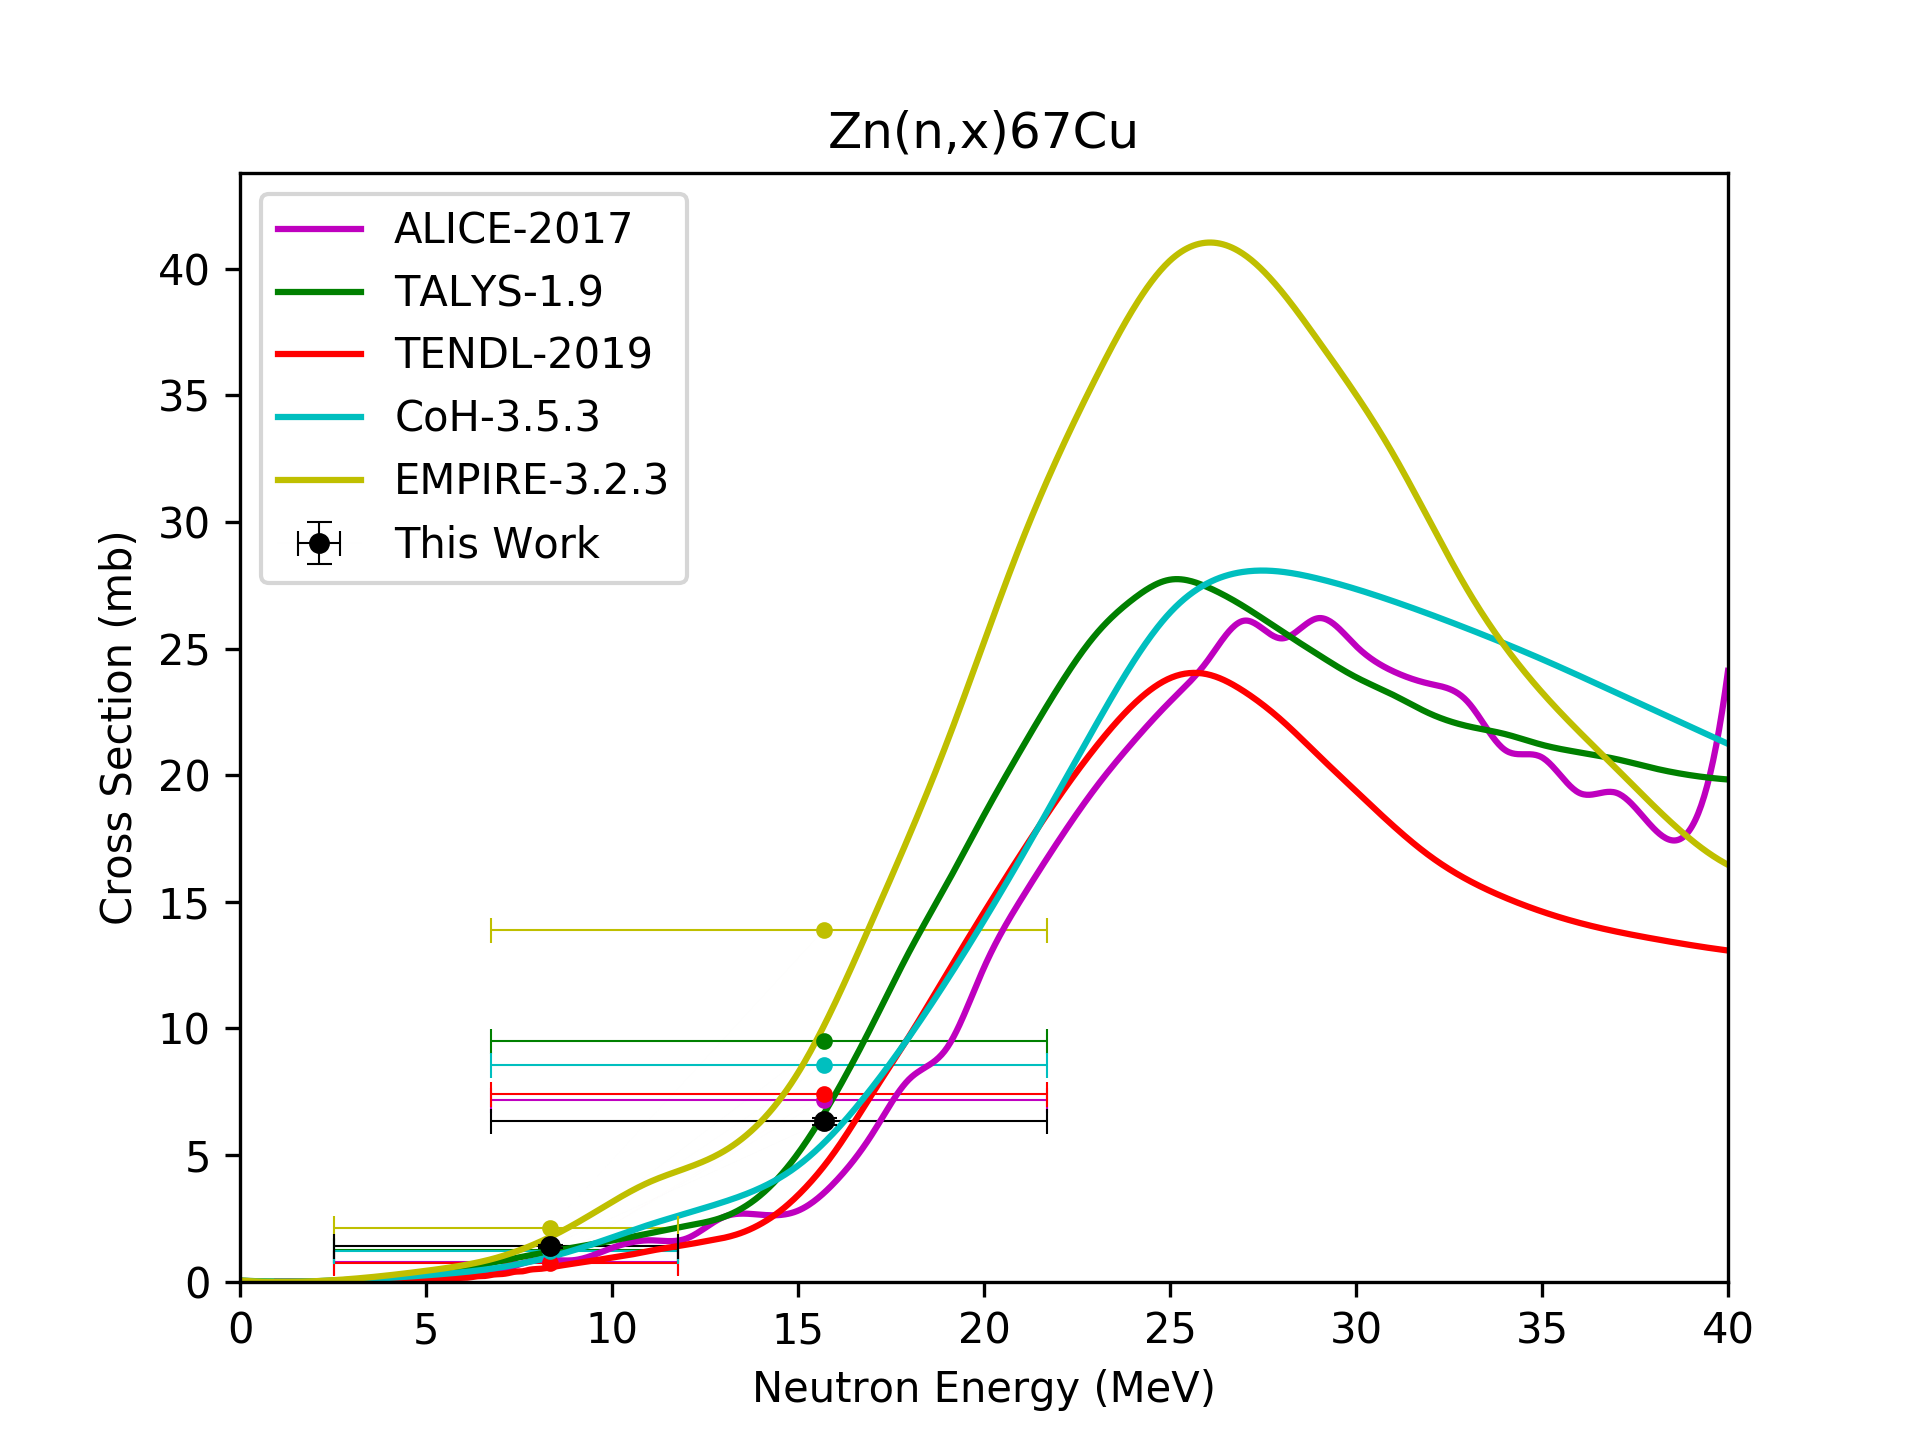 Zn(n,x)67Cu
ALICE-2017
TALYS-1.9
TENDL-2019
CoH-3.5.3
EMPIRE-3.2.3
This Work
Cross Section (mb)
40
35
30
25
20
15
10
5
0
0 5 10 15 20 25 30 35 40
Neutron Energy (MeV)